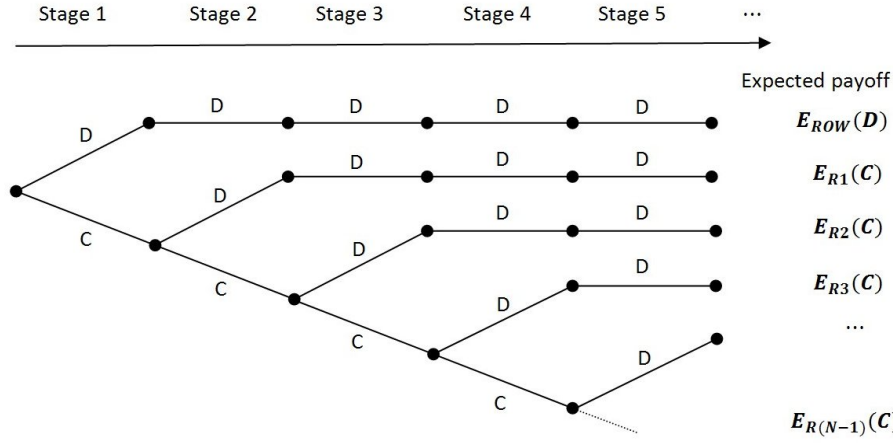 Stage 1 Stage 2 Stage 3 Stage 4 Stage 5 ...
Expected payoff
D D D D E_ROW(D)
D
D D D E_R1(C)
D
C
D D E_R2(C)
D
C
D E_R3(C)
D
C
...
D
C
E_R(N−1)(C)